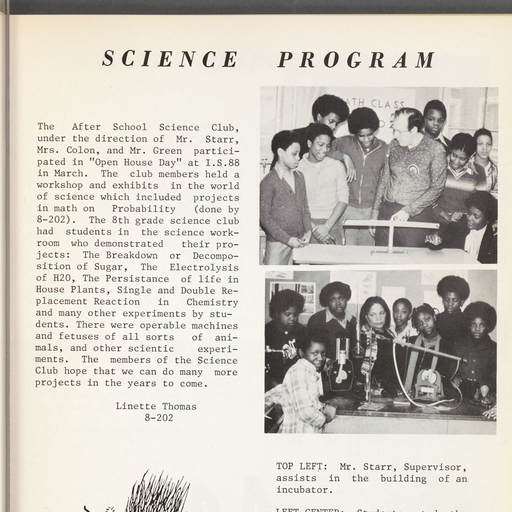 SCIENCE PROGRAM
The After School Science Club,
under the direction of Mr. Starr,
Mrs. Colon, and Mr. Green partici-
pated in "Open House Day" at I.S.88
in March. The club members held a
workshop and exhibits in the world
of science which included projects
in math on Probability (done by
8-202). The 8th grade science club
had students in the science work-
room who demonstrated their pro-
jects: The Breakdown or Decompo-
sition of Sugar, The Electrolysis
of H20, The Persistance of life in
House Plants, Single and Double Re-
placement Reaction in Chemistry
and many other experiments by stu-
dents. There were operable machines
and fetuses of all sorts of ani-
mals, and other scientic experi-
ments. The members of the Science
Club hope that we can do many more
projects in the years to come.
Linette Thomas
8-202
MATH CLASS
TOP LEFT: Mr. Starr, Supervisor,
assists in the building of an
incubator.